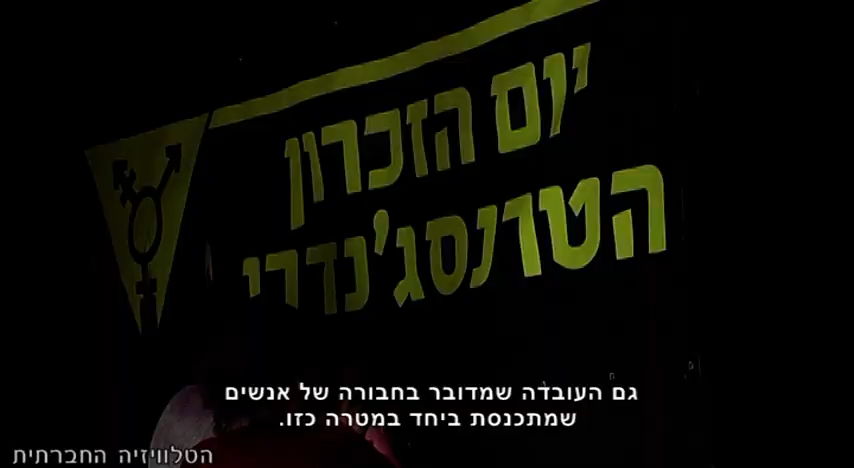 יום הזכרון
הטרנסג'נדרי
גם העובדה שמדובר בחבורה של אנשים
שמתכנסת ביחד במטרה כזו.
הטלוויזיה החברתית